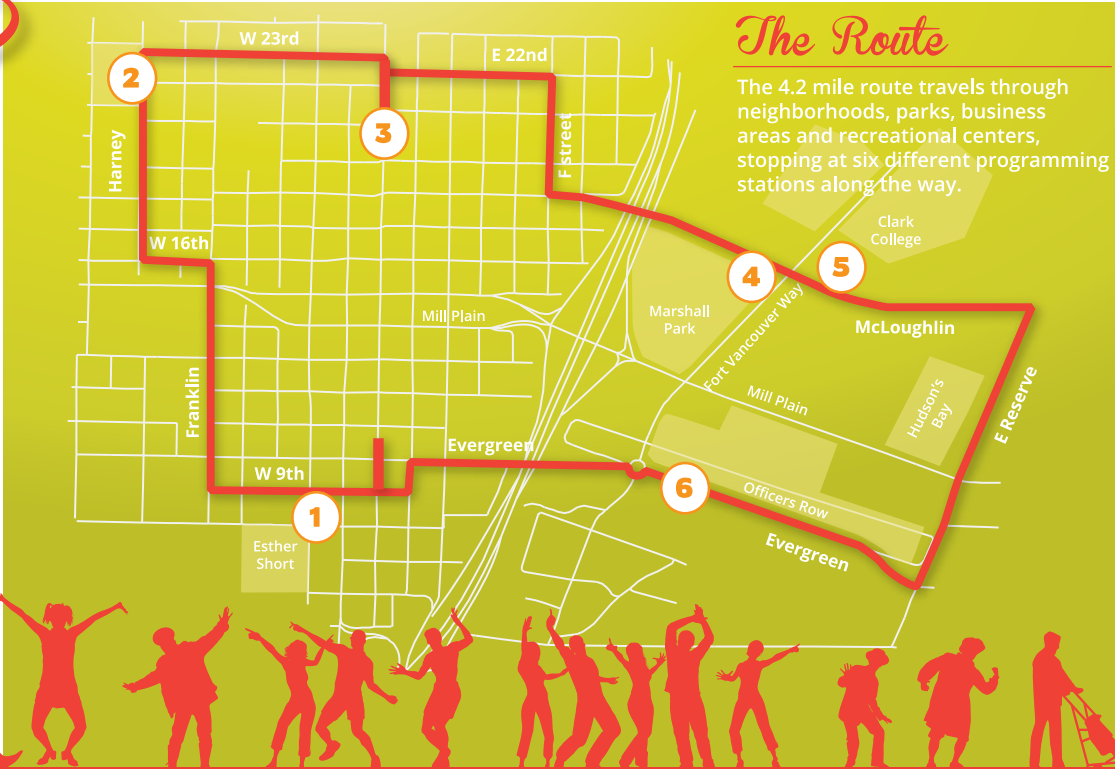 The Route
The 4.2 mile route travels through
neighborhoods, parks, business
areas and recreational centers,
stopping at six different programming
stations along the way.
W 23rd
E 22nd
2
3
Harney
F street
W 16th
Clark
College
4
5
Mill Plain
Marshall
Park
Fort Vancouver Way
McLoughlin
Franklin
Mill Plain
Hudson's
Bay
E Reserve
Evergreen
W 9th
6
Officers Row
1
Evergreen
Esther
Short